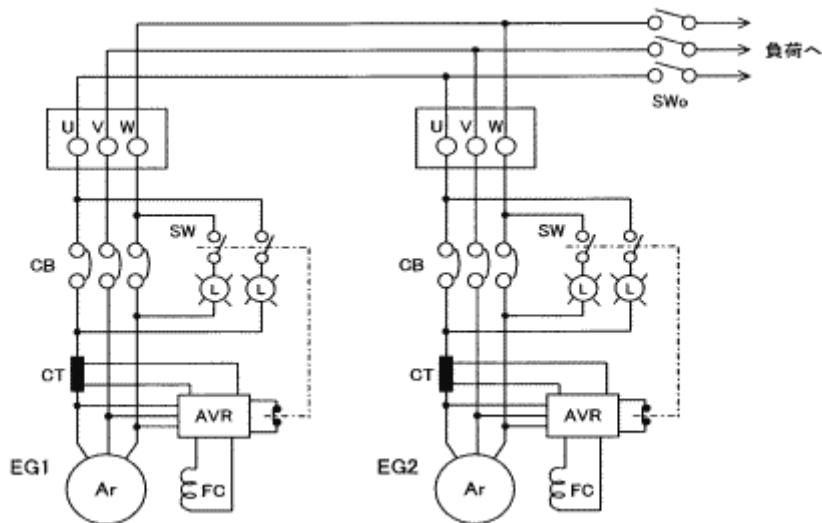 負荷へ
SWo
U V W
U V W
SW
SW
CB
CB
L L
L L
CT
CT
AVR
AVR
EG1
EG2
Ar
FC
Ar
FC